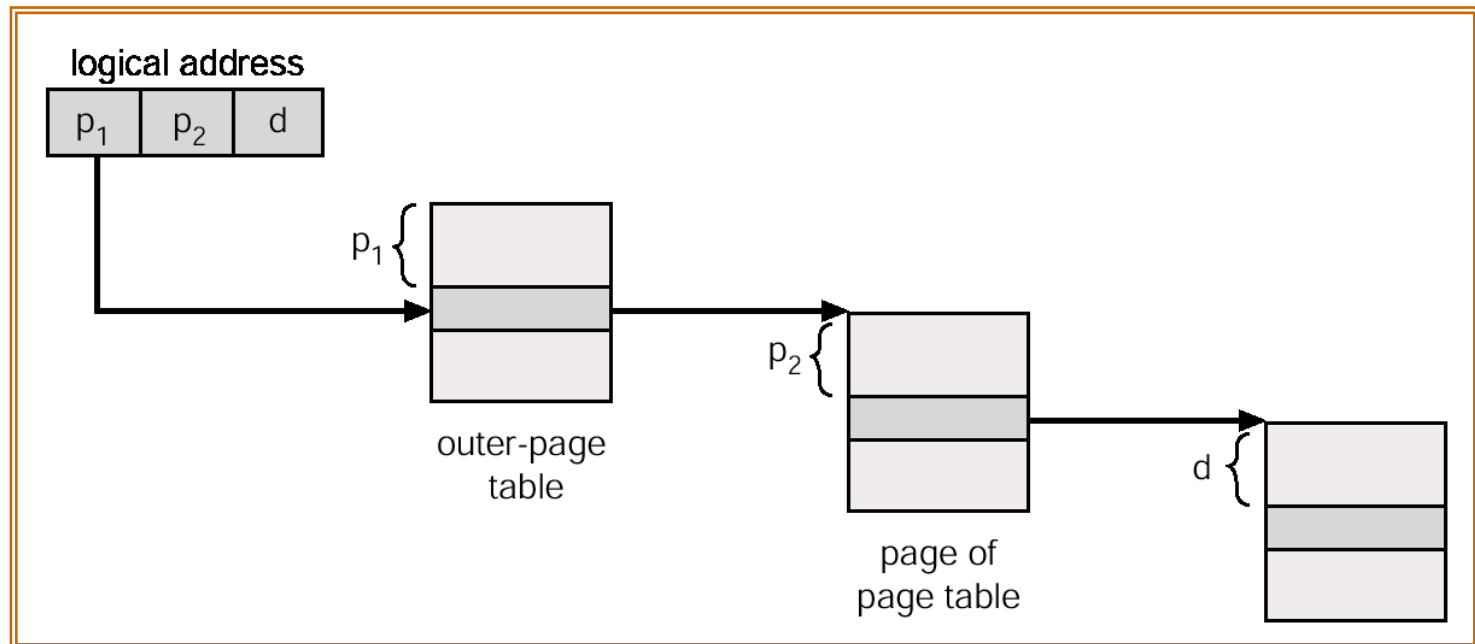 logical address
p₁ p₂ d
p₁
outer-page
table
p₂
page of
page table
d